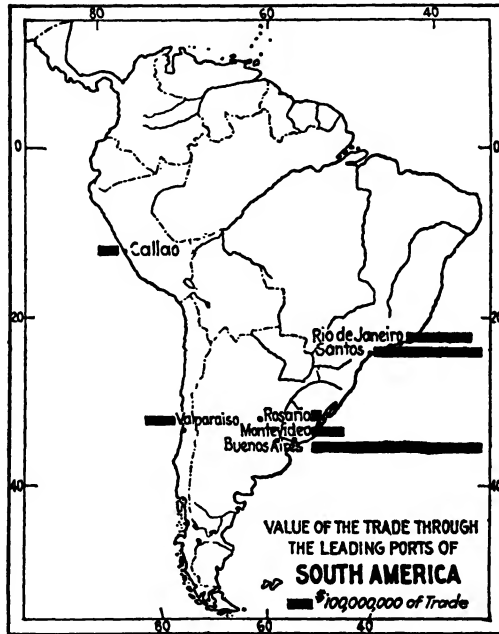 80
60
40
0
0
Callao
20
20
Rio de Janeiro
Santos
Valparaiso
Rosario
Montevideo
Buenos Aires
40
40
VALUE OF THE TRADE THROUGH
THE LEADING PORTS OF
SOUTH AMERICA
$100,000,000 of Trade
80
60
40